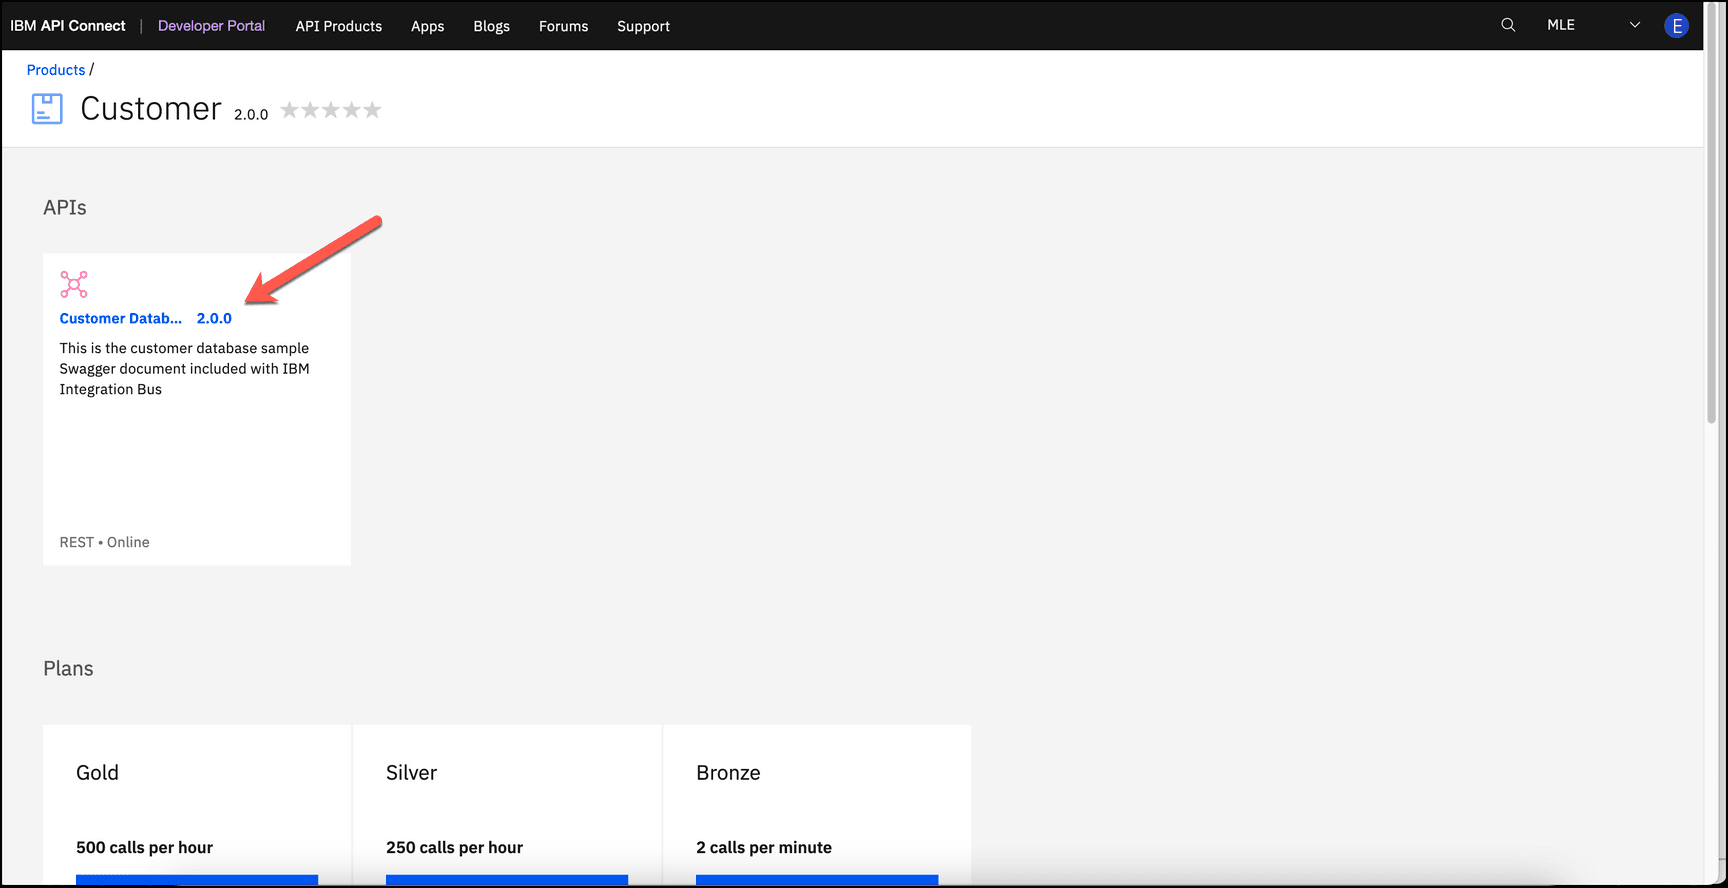 IBM API Connect | Developer Portal API Products Apps Blogs Forums Support MLE E
Products /
Customer 2.0.0
APIs
Customer Datab... 2.0.0
This is the customer database sample
Swagger document included with IBM
Integration Bus
REST • Online
Plans
Gold Silver Bronze
500 calls per hour 250 calls per hour 2 calls per minute